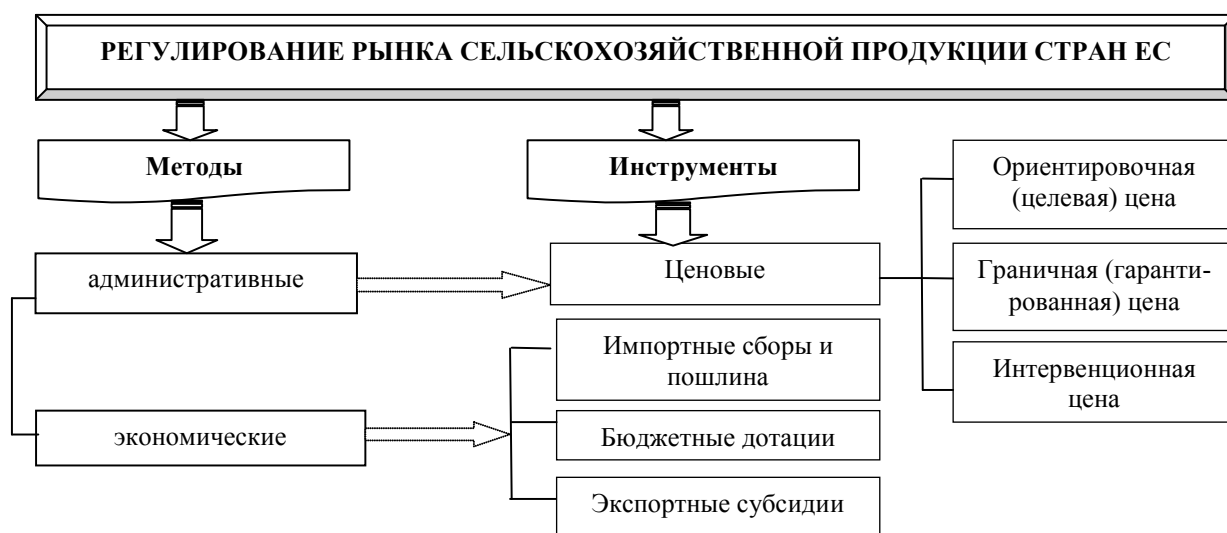 РЕГУЛИРОВАНИЕ РЫНКА СЕЛЬСКОХОЗЯЙСТВЕННОЙ ПРОДУКЦИИ СТРАН ЕС
Методы
Инструменты
Ориентировочная
(целевая) цена
административные
Ценовые
Граничная (гаранти-
рованная) цена
Импортные сборы и
пошлина
Интервенционная
цена
экономические
Бюджетные дотации
Экспортные субсидии